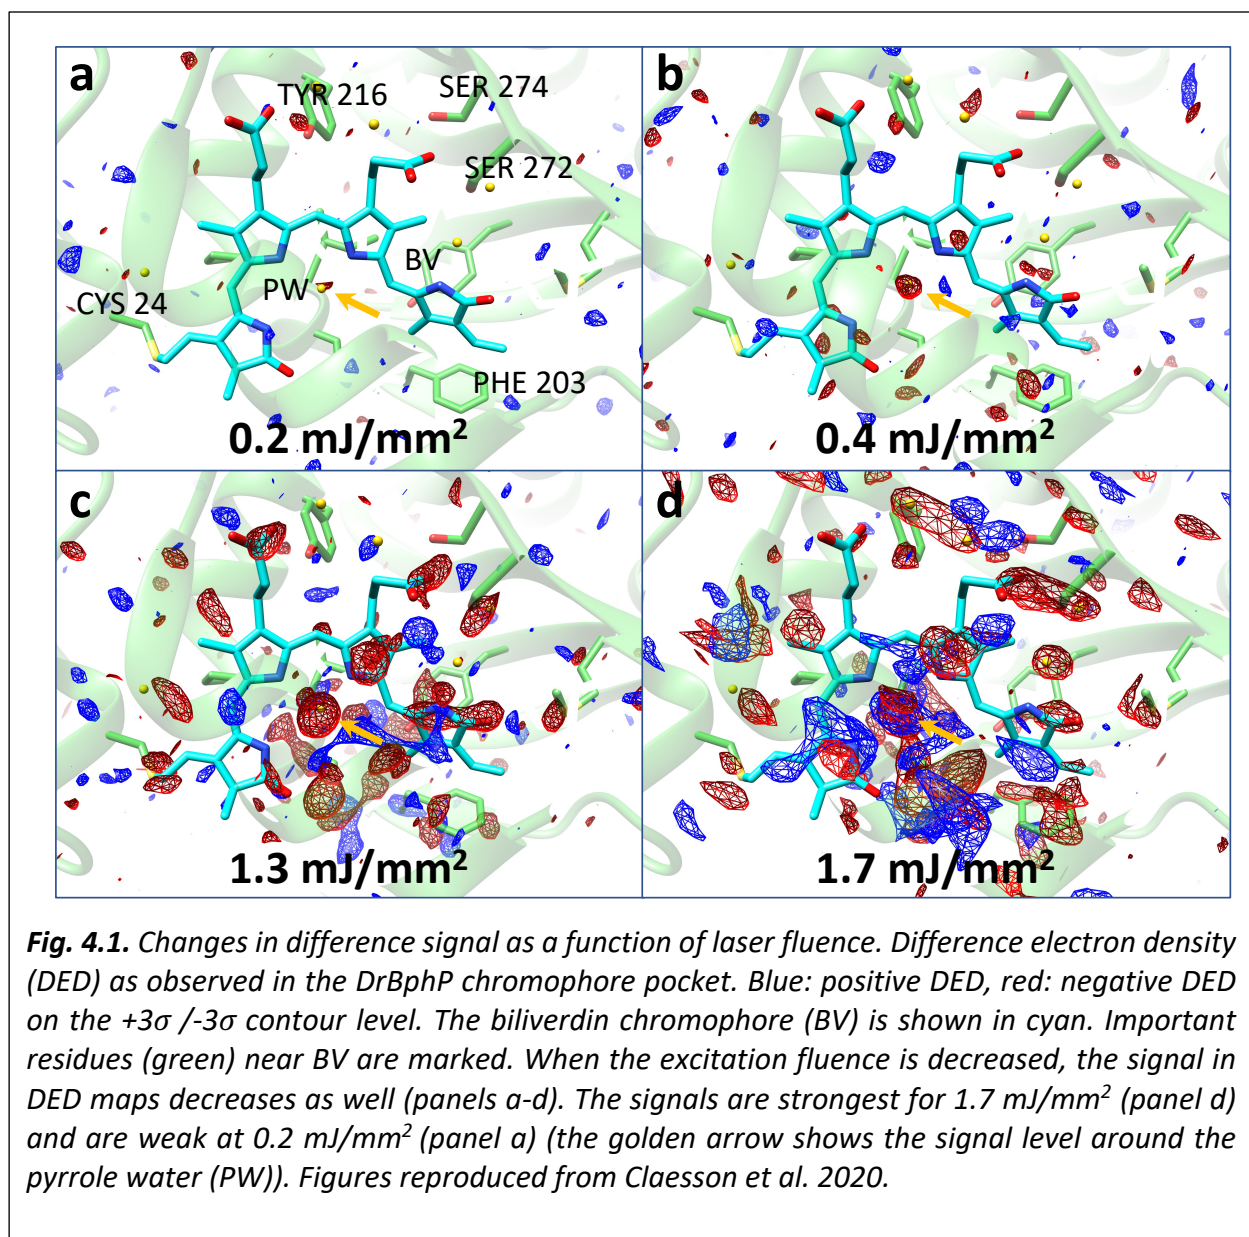 a
TYR 216
SER 274
SER 272
BV
PW
CYS 24
PHE 203
0.2 mJ/mm²
b
0.4 mJ/mm²
c
1.3 mJ/mm²
d
1.7 mJ/mm²
Fig. 4.1. Changes in difference signal as a function of laser fluence. Difference electron density
(DED) as observed in the DrBphP chromophore pocket. Blue: positive DED, red: negative DED
on the +3σ /-3σ contour level. The biliverdin chromophore (BV) is shown in cyan. Important
residues (green) near BV are marked. When the excitation fluence is decreased, the signal in
DED maps decreases as well (panels a-d). The signals are strongest for 1.7 mJ/mm² (panel d)
and are weak at 0.2 mJ/mm² (panel a) (the golden arrow shows the signal level around the
pyrrole water (PW)). Figures reproduced from Claesson et al. 2020.